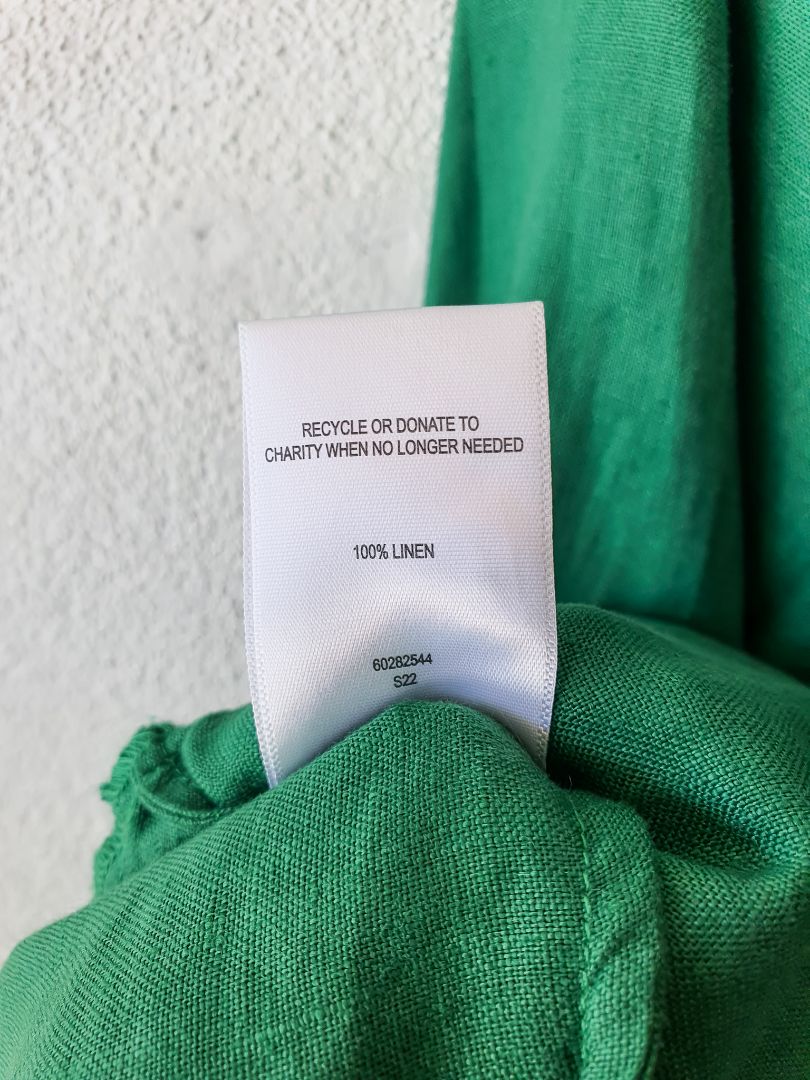 RECYCLE OR DONATE TO
CHARITY WHEN NO LONGER NEEDED
100% LINEN
60282544
S22